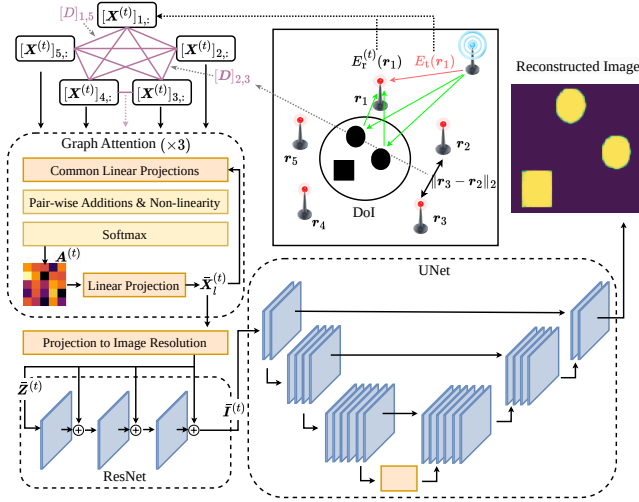 [D]₁,₅
[X⁽ᵗ⁾]₁,:
[X⁽ᵗ⁾]₅,:
[X⁽ᵗ⁾]₂,:
[X⁽ᵗ⁾]₄,:
[X⁽ᵗ⁾]₃,:
[D]₂,₃
Graph Attention (×3)
Common Linear Projections
Pair-wise Additions & Non-linearity
Softmax
A⁽ᵗ⁾
Linear Projection
X̄ₗ⁽ᵗ⁾
Projection to Image Resolution
Z̄⁽ᵗ⁾
Ī⁽ᵗ⁾
ResNet
Eᵣ⁽ᵗ⁾(r₁)
Eₜ(r₁)
r₁
r₂
r₅
‖r₃ − r₂‖₂
r₃
r₄
DoI
Reconstructed Image
UNet